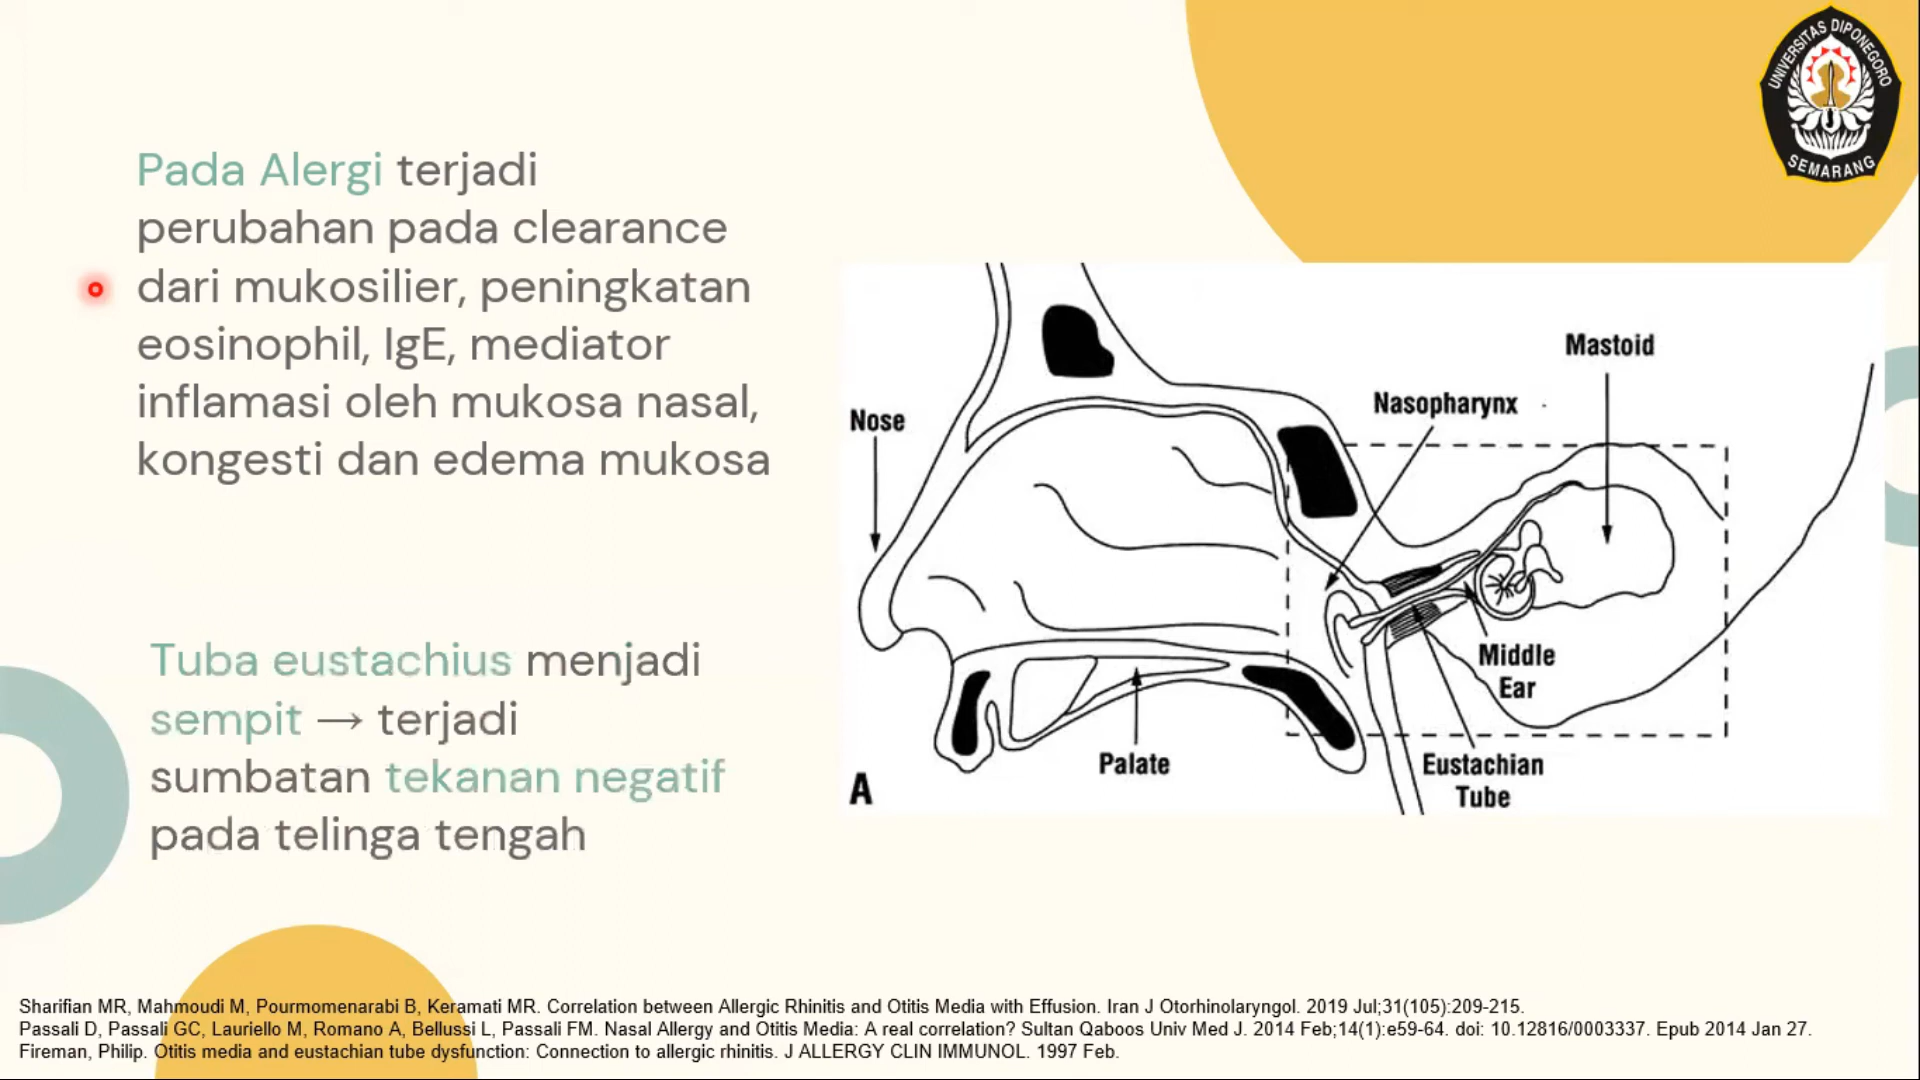 UNIVERSITAS DIPONEGORO
SEMARANG
Pada Alergi terjadi
perubahan pada clearance
dari mukosilier, peningkatan
eosinophil, IgE, mediator
inflamasi oleh mukosa nasal,
kongesti dan edema mukosa
Tuba eustachius menjadi
sempit → terjadi
sumbatan tekanan negatif
pada telinga tengah
Mastoid
Nasopharynx
Nose
Middle
Ear
Palate
Eustachian
Tube
A
Sharifian MR, Mahmoudi M, Pourmomenarabi B, Keramati MR. Correlation between Allergic Rhinitis and Otitis Media with Effusion. Iran J Otorhinolaryngol. 2019 Jul;31(105):209-215.
Passali D, Passali GC, Lauriello M, Romano A, Bellussi L, Passali FM. Nasal Allergy and Otitis Media: A real correlation? Sultan Qaboos Univ Med J. 2014 Feb;14(1):e59-64. doi: 10.12816/0003337. Epub 2014 Jan 27.
Fireman, Philip. Otitis media and eustachian tube dysfunction: Connection to allergic rhinitis. J ALLERGY CLIN IMMUNOL. 1997 Feb.